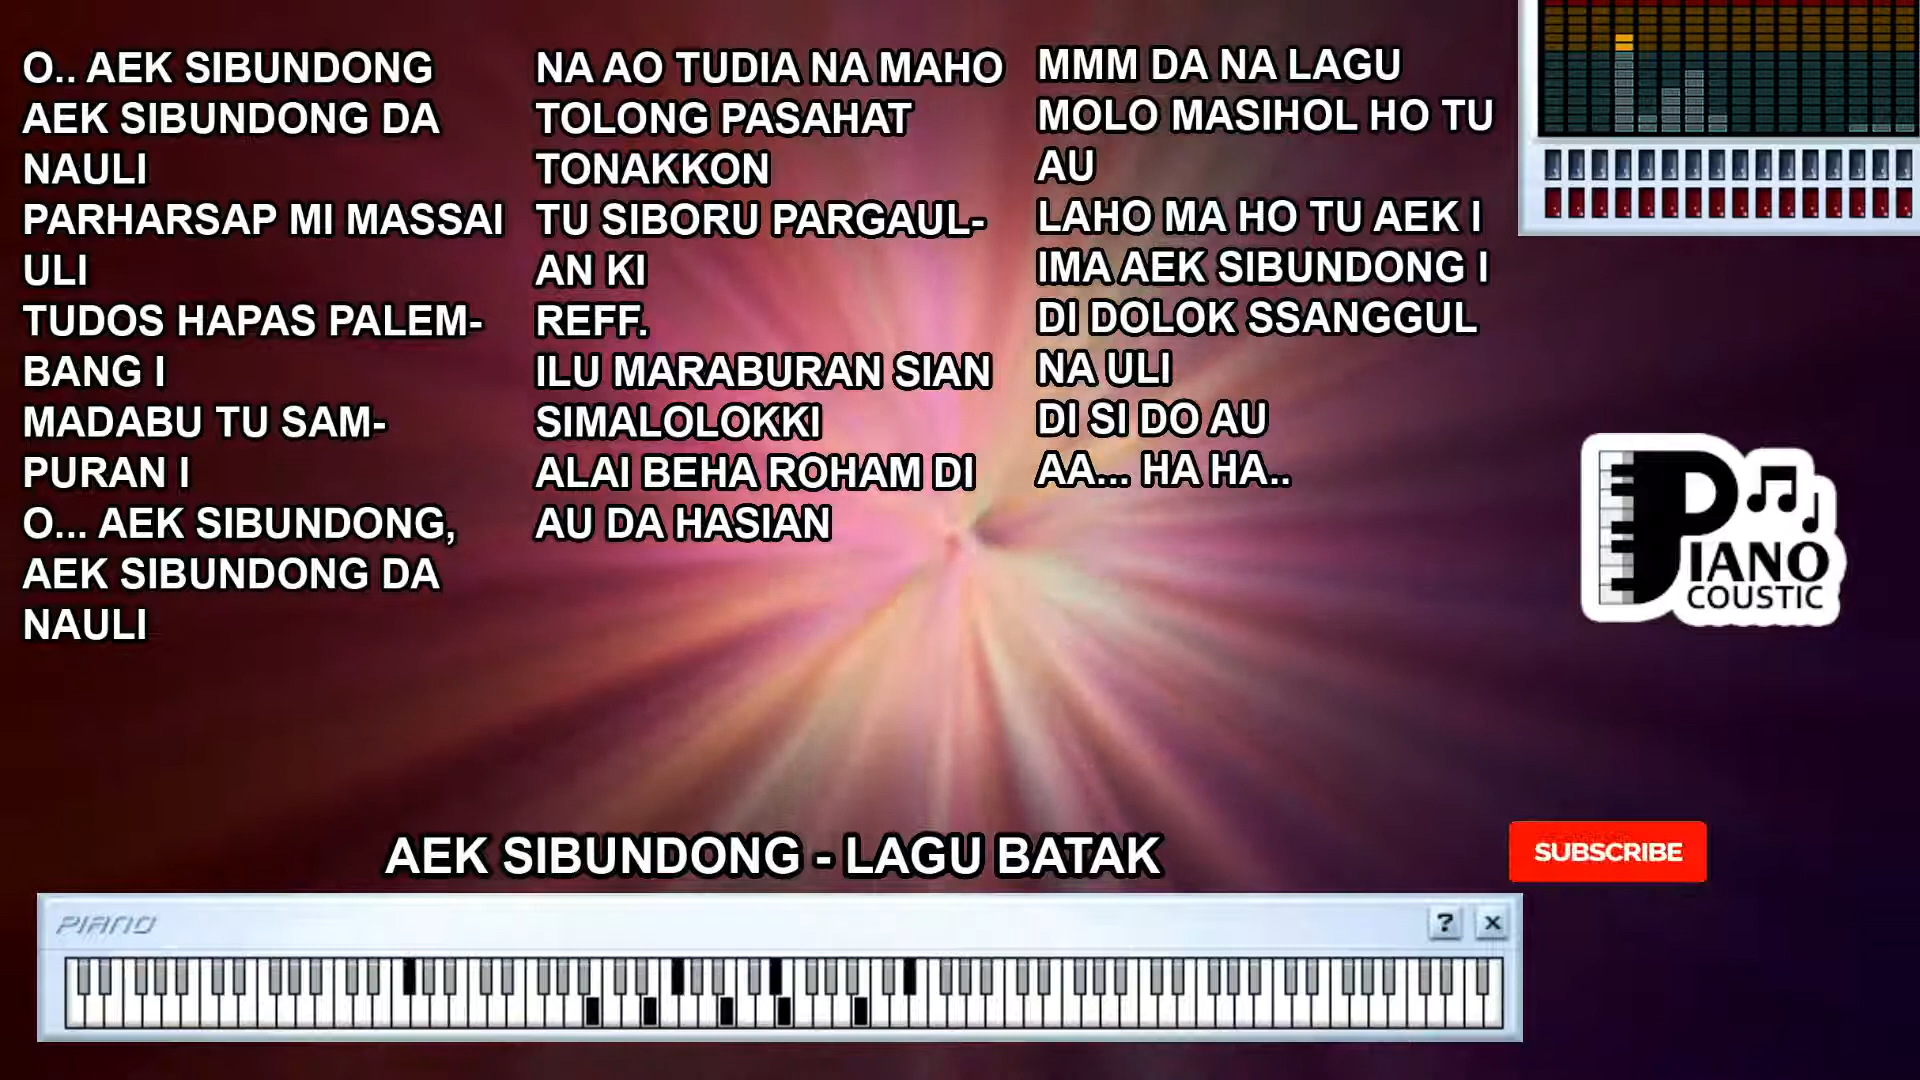 O.. AEK SIBUNDONG
AEK SIBUNDONG DA
NAULI
PARHARSAP MI MASSAI
ULI
TUDOS HAPAS PALEM-
BANG I
MADABU TU SAM-
PURAN I
O... AEK SIBUNDONG,
AEK SIBUNDONG DA
NAULI
NA AO TUDIA NA MAHO
TOLONG PASAHAT
TONAKKON
TU SIBORU PARGAUL-
AN KI
REFF.
ILU MARABURAN SIAN
SIMALOLOKKI
ALAI BEHA ROHAM DI
AU DA HASIAN
MMM DA NA LAGU
MOLO MASIHOL HO TU
AU
LAHO MA HO TU AEK I
IMA AEK SIBUNDONG I
DI DOLOK SSANGGUL
NA ULI
DI SI DO AU
AA... HA HA..
PIANO
COUSTIC
AEK SIBUNDONG - LAGU BATAK
SUBSCRIBE
PIANO
? X